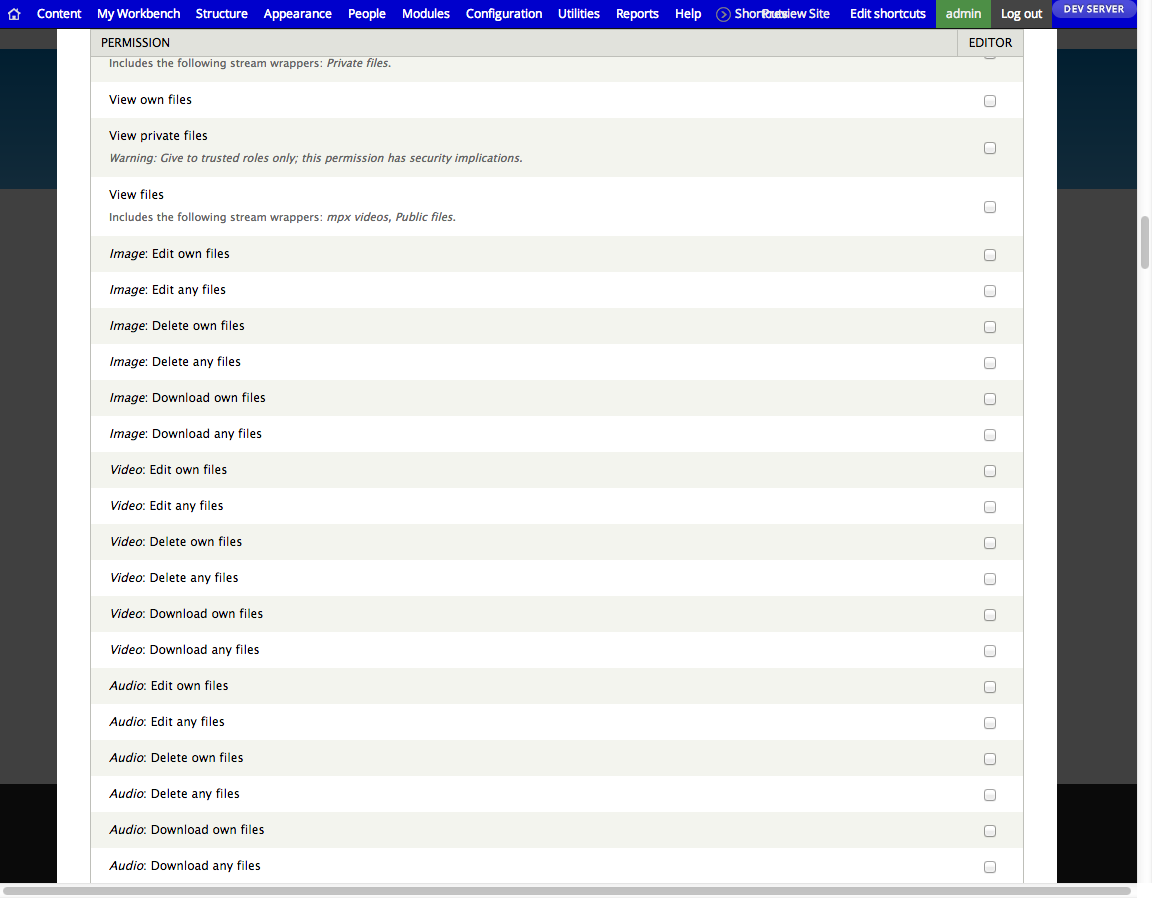 Content My Workbench Structure Appearance People Modules Configuration Utilities Reports Help Shortcuts Preview Site Edit shortcuts admin Log out DEV SERVER
PERMISSION EDITOR
Includes the following stream wrappers: Private files.
View own files
View private files
Warning: Give to trusted roles only; this permission has security implications.
View files
Includes the following stream wrappers: mpx videos, Public files.
Image: Edit own files
Image: Edit any files
Image: Delete own files
Image: Delete any files
Image: Download own files
Image: Download any files
Video: Edit own files
Video: Edit any files
Video: Delete own files
Video: Delete any files
Video: Download own files
Video: Download any files
Audio: Edit own files
Audio: Edit any files
Audio: Delete own files
Audio: Delete any files
Audio: Download own files
Audio: Download any files